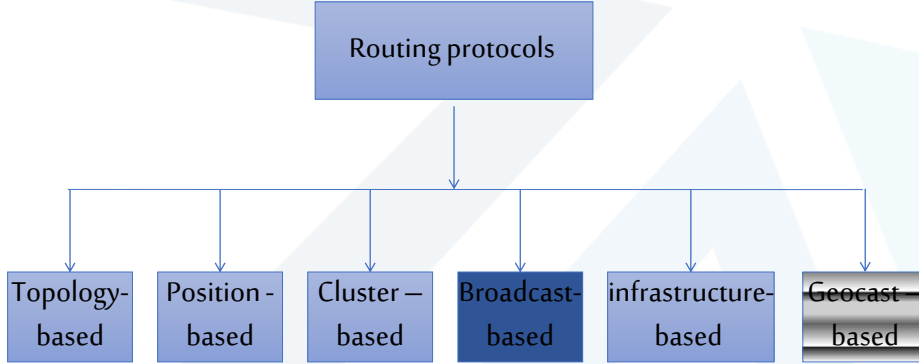 Routing protocols
Topology-
based
Position -
based
Cluster –
based
Broadcast-
based
infrastructure-
based
Geocast –
based